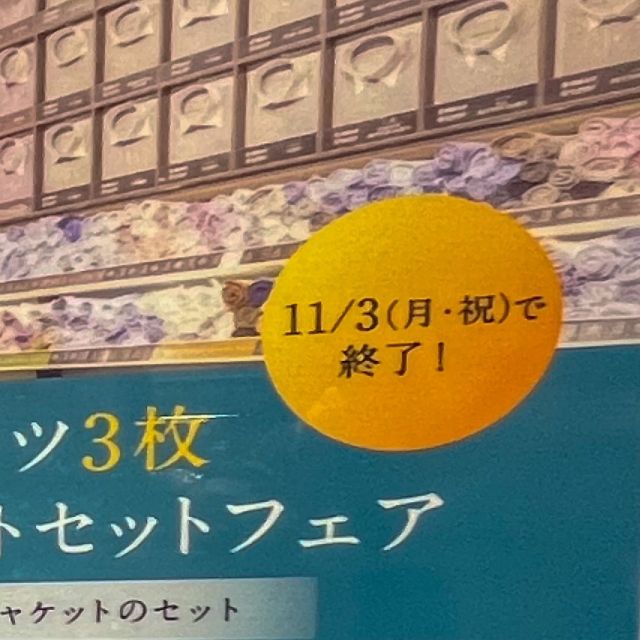 11/3(月・祝)で
終了!
ツ3枚
トセットフェア
ャケットのセット